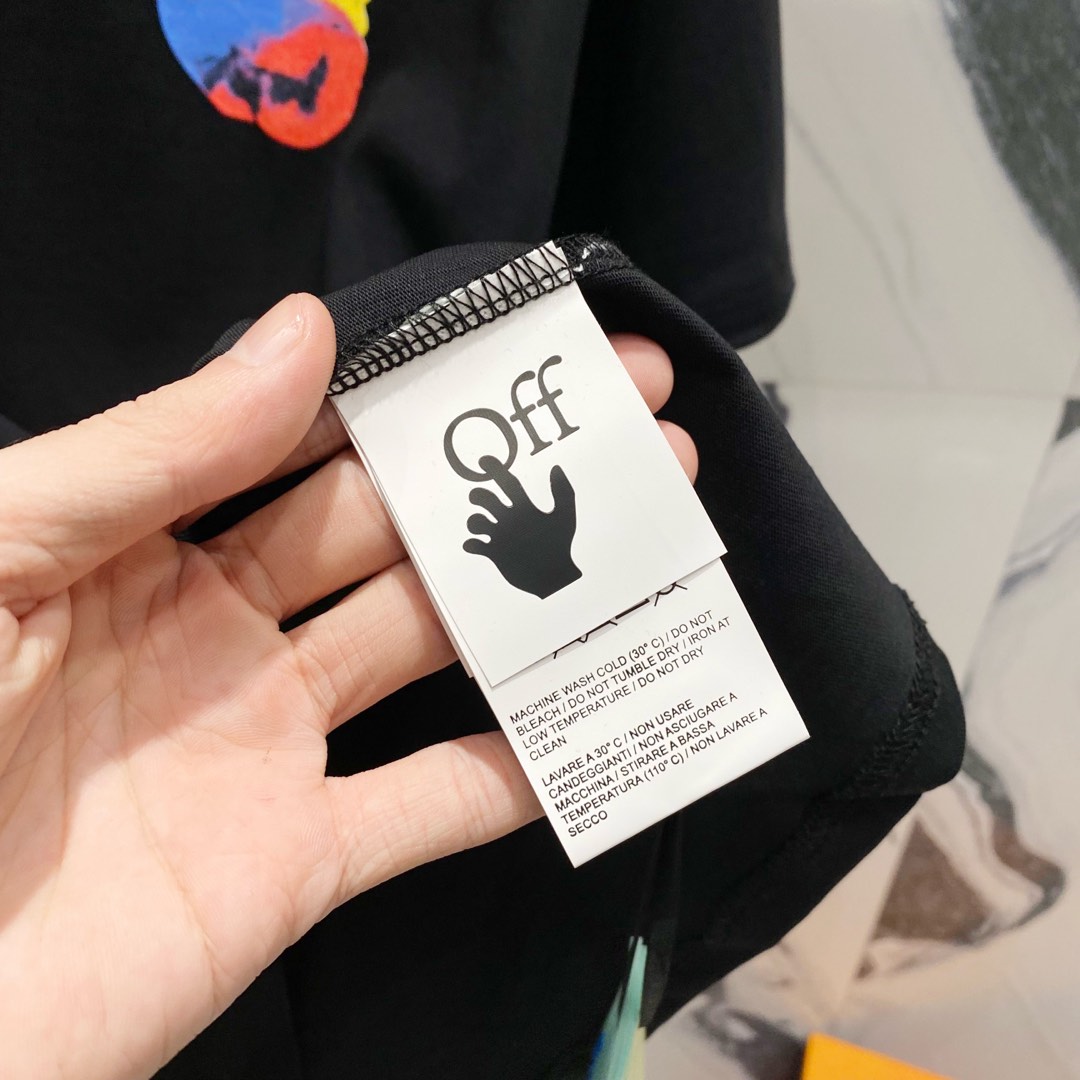 Off
MACHINE WASH COLD (30° C) / DO NOT
BLEACH / DO NOT TUMBLE DRY / IRON AT
LOW TEMPERATURE / DO NOT DRY
CLEAN
LAVARE A 30° C / NON USARE
CANDEGGIANTI / NON ASCIUGARE A
MACCHINA / STIRARE A BASSA
TEMPERATURA (110° C) / NON LAVARE A
SECCO